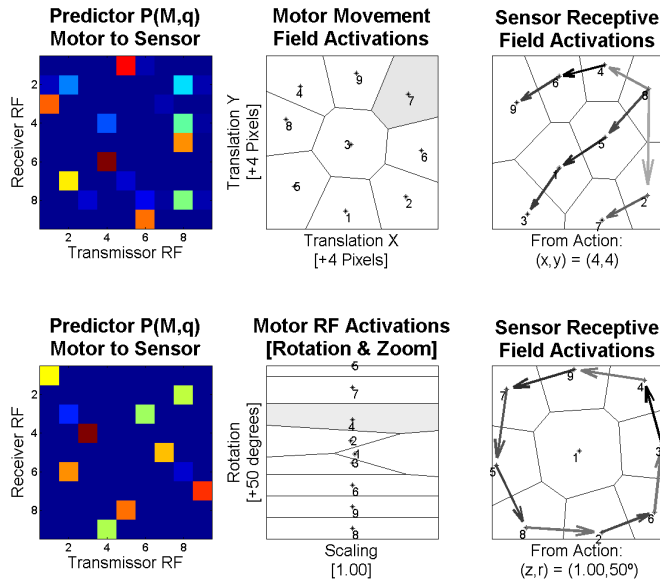 Predictor P(M,q)
Motor to Sensor
Receiver RF
2
4
6
8
2 4 6 8
Transmissor RF
Motor Movement
Field Activations
Translation Y
[+4 Pixels]
9
4
7
8
3
6
5
2
1
Translation X
[+4 Pixels]
Sensor Receptive
Field Activations
4
6
8
9
5
1
2
3
7
From Action:
(x,y) = (4,4)
Predictor P(M,q)
Motor to Sensor
Receiver RF
2
4
6
8
2 4 6 8
Transmissor RF
Motor RF Activations
[Rotation & Zoom]
Rotation
[+50 degrees]
5
7
4
2
1
3
6
9
8
Scaling
[1.00]
Sensor Receptive
Field Activations
9
4
7
1
3
5
6
8
2
From Action:
(z,r) = (1.00,50º)